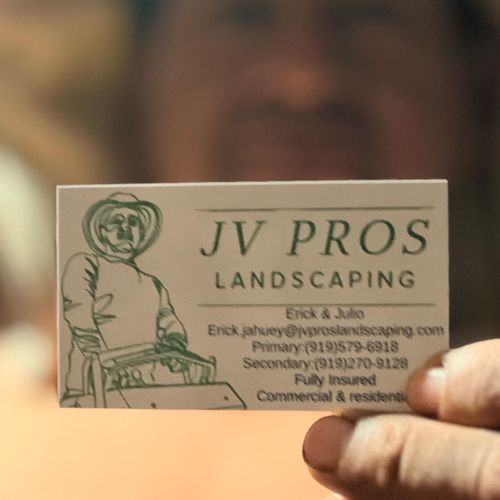 JV PROS
LANDSCAPING
Erick & Julio
Erick.jahuey@jvproslandscaping.com
Primary:(919)579-6918
Secondary:(919)270-9128
Fully Insured
Commercial &